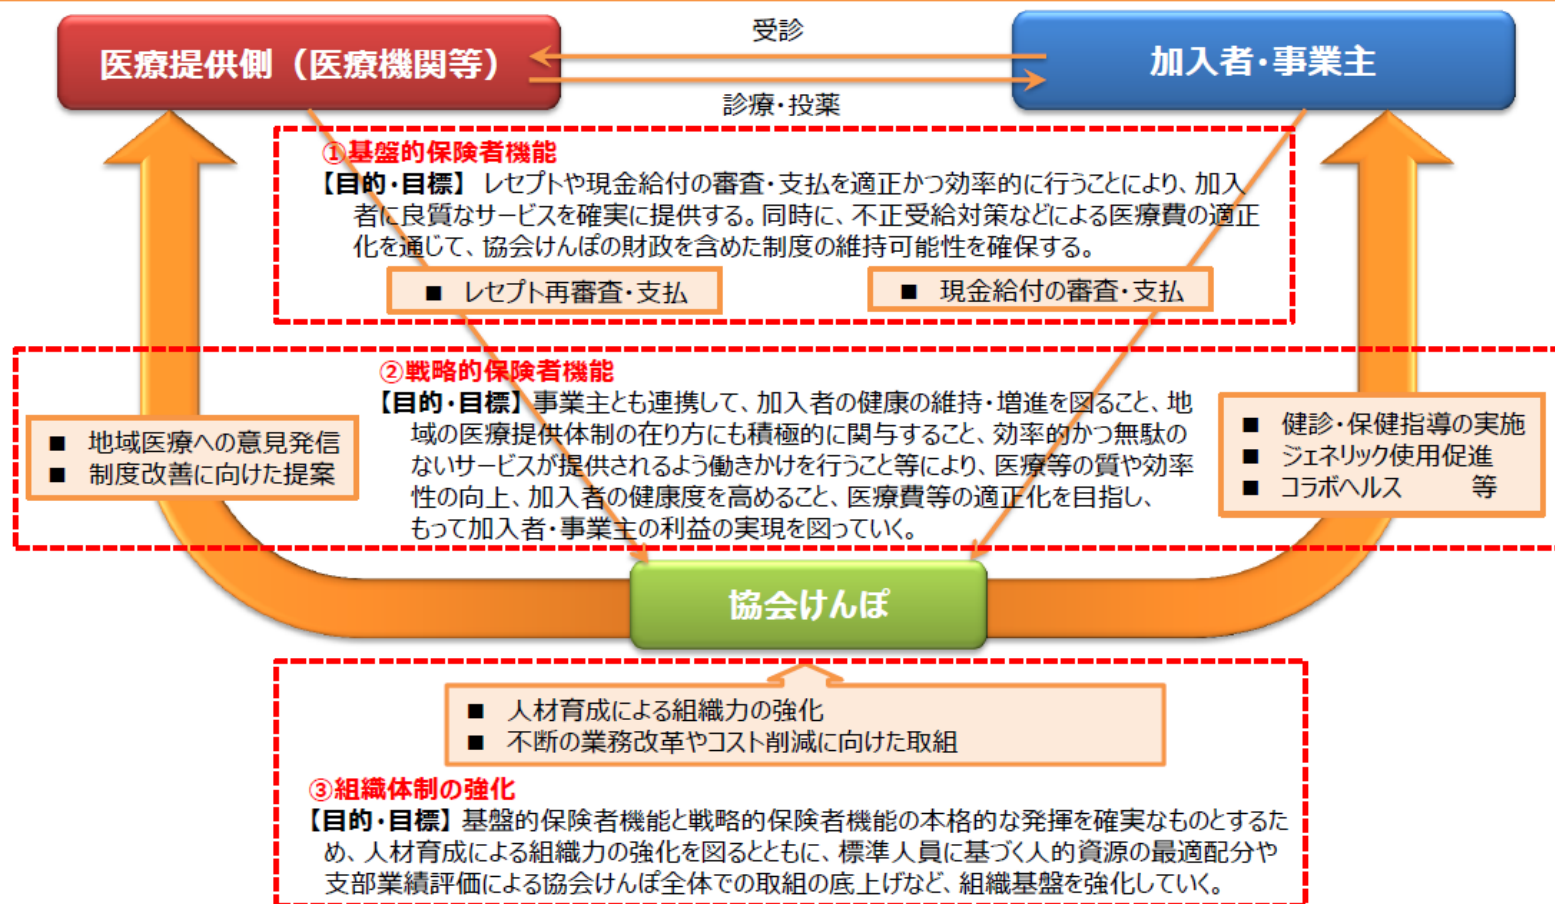 受診
医療提供側（医療機関等）
加入者・事業主
診療・投薬
①基盤的保険者機能
【目的・目標】 レセプトや現金給付の審査・支払を適正かつ効率的に行うことにより、加入
者に良質なサービスを確実に提供する。同時に、不正受給対策などによる医療費の適正
化を通じて、協会けんぽの財政を含めた制度の維持可能性を確保する。
■ レセプト再審査・支払
■ 現金給付の審査・支払
②戦略的保険者機能
【目的・目標】 事業主とも連携して、加入者の健康の維持・増進を図ること、地
域の医療提供体制の在り方にも積極的に関与すること、効率的かつ無駄の
ないサービスが提供されるよう働きかけを行うこと等により、医療等の質や効率
性の向上、加入者の健康度を高めること、医療費等の適正化を目指し、
もって加入者・事業主の利益の実現を図っていく。
■ 地域医療への意見発信
■ 制度改善に向けた提案
■ 健診・保健指導の実施
■ ジェネリック使用促進
■ コラボヘルス 等
協会けんぽ
■ 人材育成による組織力の強化
■ 不断の業務改革やコスト削減に向けた取組
③組織体制の強化
【目的・目標】 基盤的保険者機能と戦略的保険者機能の本格的な発揮を確実なものとするた
め、人材育成による組織力の強化を図るとともに、標準人員に基づく人的資源の最適配分や
支部業績評価による協会けんぽ全体での取組の底上げなど、組織基盤を強化していく。